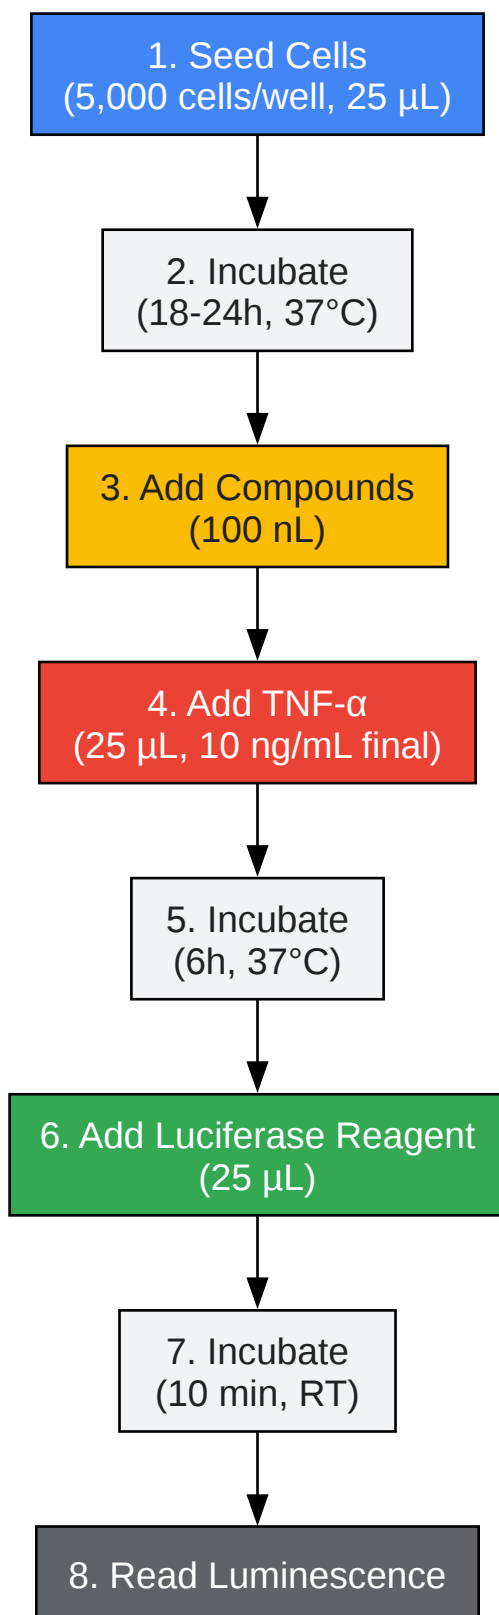 1. Seed Cells
(5,000 cells/well, 25 µL)
2. Incubate
(18-24h, 37°C)
3. Add Compounds
(100 nL)
4. Add TNF-α
(25 µL, 10 ng/mL final)
5. Incubate
(6h, 37°C)
6. Add Luciferase Reagent
(25 µL)
7. Incubate
(10 min, RT)
8. Read Luminescence